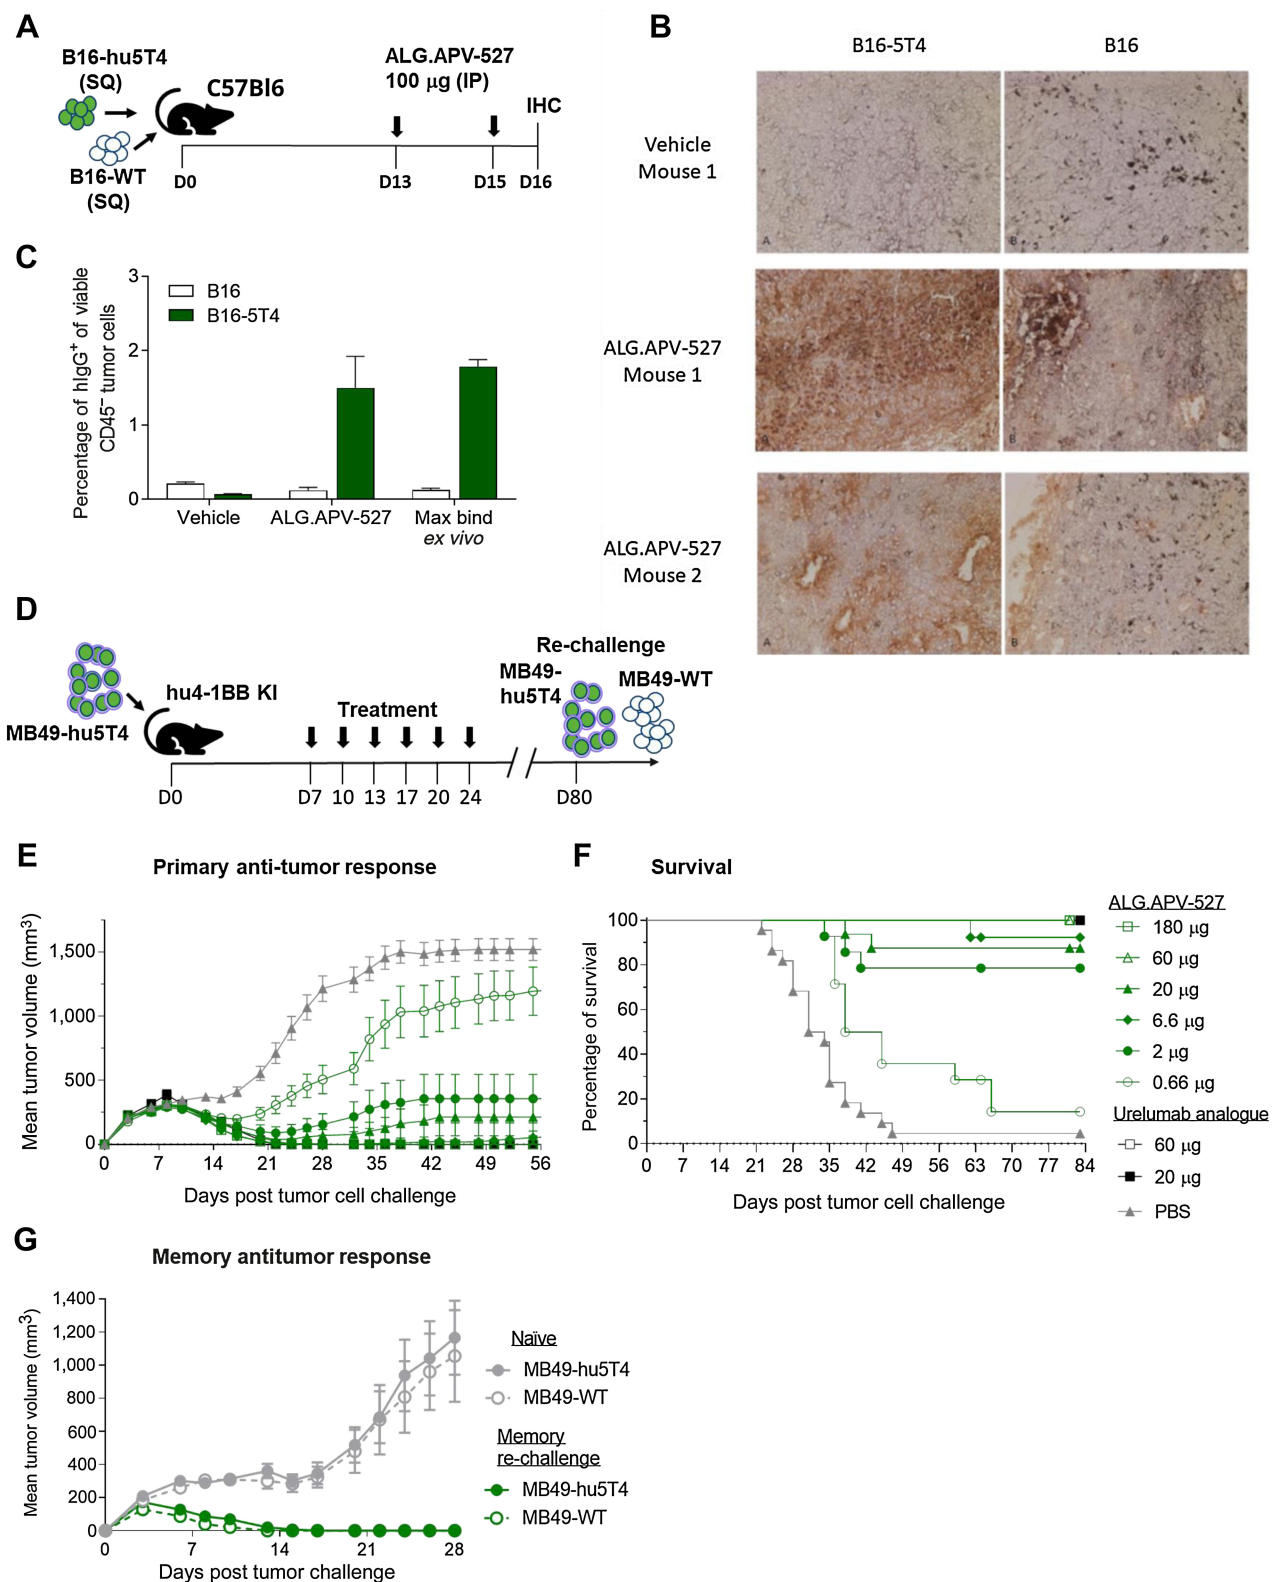 A
B16-hu5T4
(SQ)
C57Bl6
B16-WT
(SQ)
ALG.APV-527
100 μg (IP)
IHC
D0
D13
D15
D16
B
B16-5T4
B16
Vehicle
Mouse 1
A
B
ALG.APV-527
Mouse 1
B
ALG.APV-527
Mouse 2
A
B
C
Percentage of hIgG+ of viable
CD45− tumor cells
3
2
1
0
B16
B16-5T4
Vehicle
ALG.APV-527
Max bind
ex vivo
D
MB49-hu5T4
hu4-1BB KI
Treatment
Re-challenge
MB49-
hu5T4
MB49-WT
D0
D7
10
13
17
20
24
D80
E
Primary anti-tumor response
Mean tumor volume (mm3)
1,500
1,000
500
0
0 7 14 21 28 35 42 49 56
Days post tumor cell challenge
F
Survival
Percentage of survival
100
80
60
40
20
0
0 7 14 21 28 35 42 49 56 63 70 77 84
Days post tumor cell challenge
ALG.APV-527
180 μg
60 μg
20 μg
6.6 μg
2 μg
0.66 μg
Urelumab analogue
60 μg
20 μg
PBS
G
Memory antitumor response
Mean tumor volume (mm3)
1,400
1,200
1,000
800
600
400
200
0
0 7 14 21 28
Days post tumor challenge
Naïve
MB49-hu5T4
MB49-WT
Memory
re-challenge
MB49-hu5T4
MB49-WT